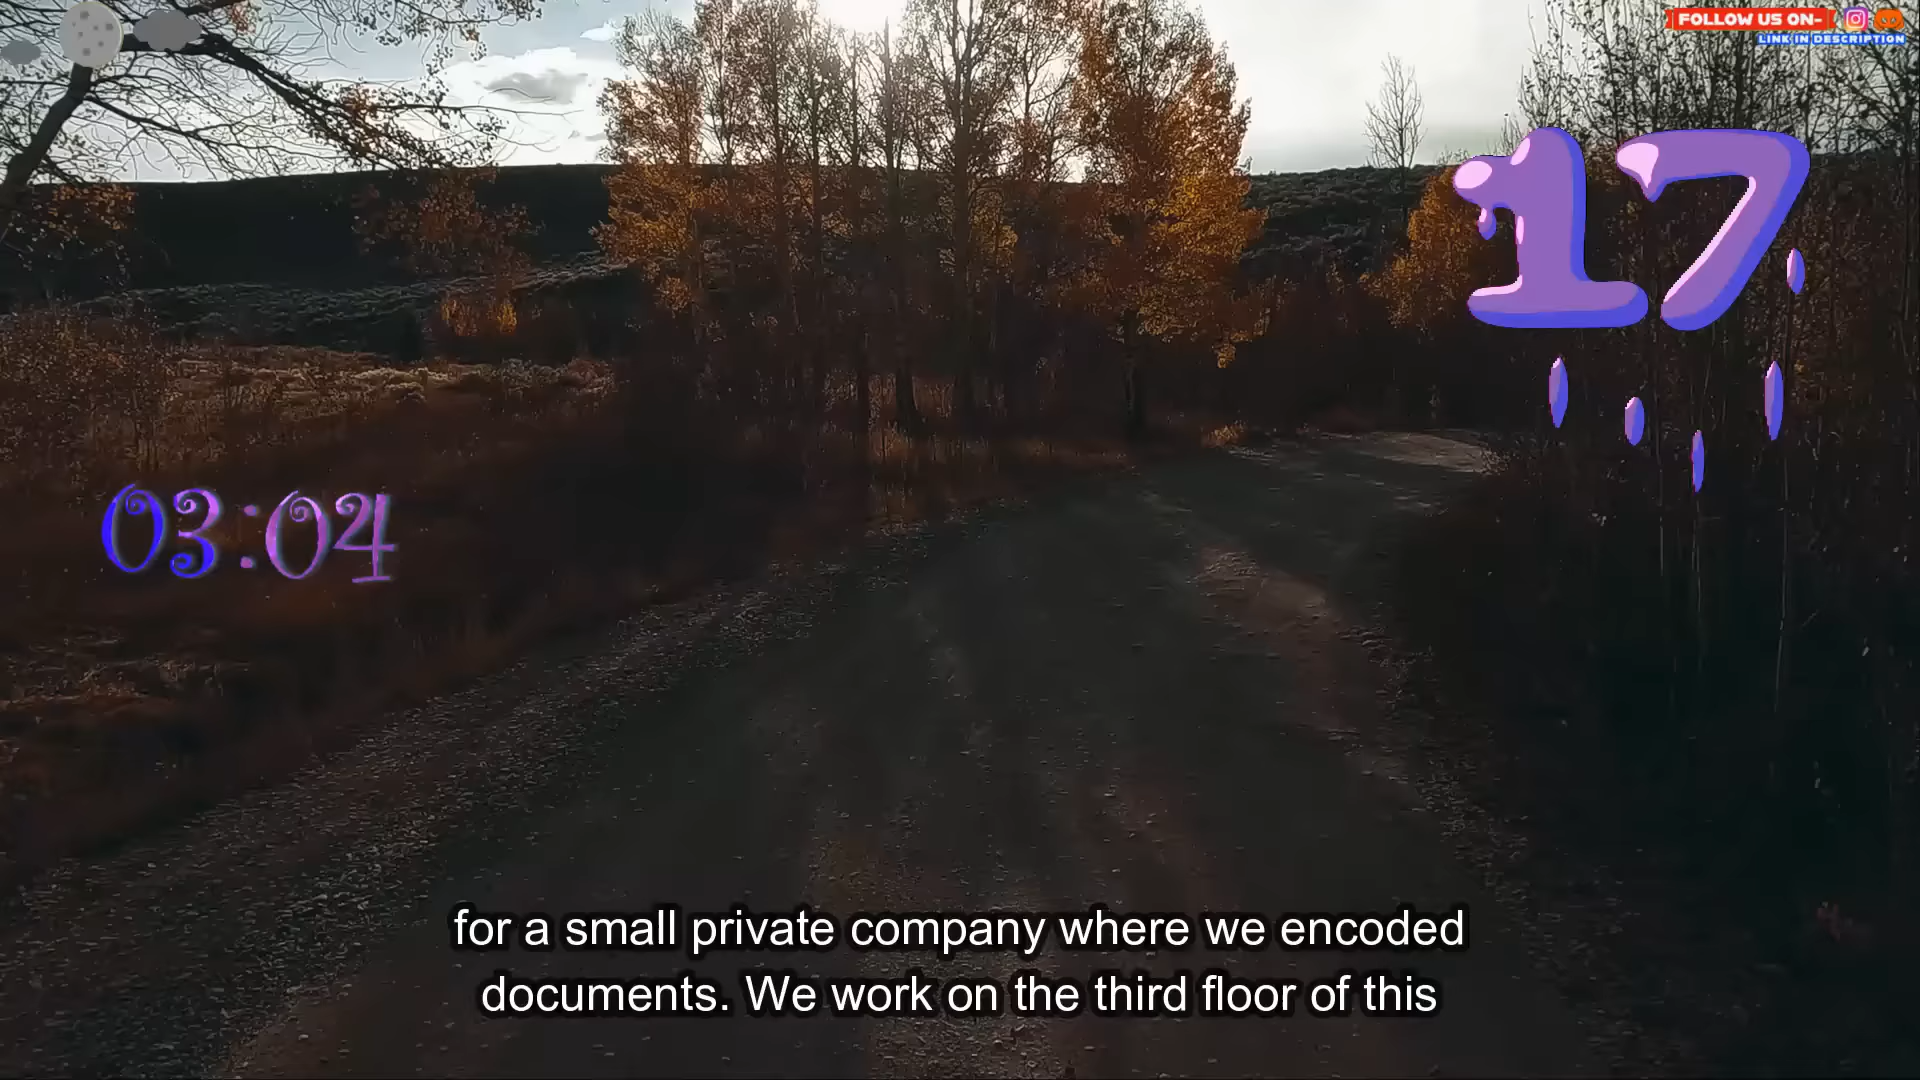 FOLLOW US ON-
LINK IN DESCRIPTION
17
03:04
for a small private company where we encoded
documents. We work on the third floor of this